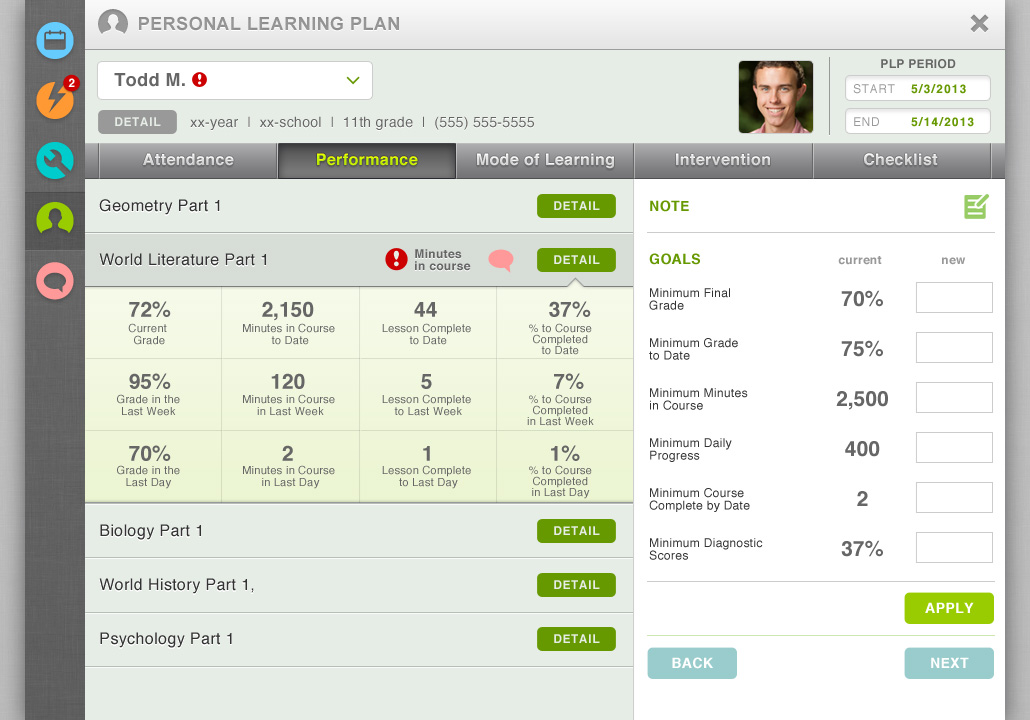 PERSONAL LEARNING PLAN
2
Todd M.
PLP PERIOD
START 5/3/2013
END 5/14/2013
DETAIL xx-year | xx-school | 11th grade | (555) 555-5555
Attendance Performance Mode of Learning Intervention Checklist
Geometry Part 1 DETAIL
World Literature Part 1 Minutes
in course DETAIL
72%
Current
Grade
2,150
Minutes in Course
to Date
44
Lesson Complete
to Date
37%
% to Course
Completed
to Date
95%
Grade in the
Last Week
120
Minutes in Course
in Last Week
5
Lesson Complete
to Last Week
7%
% to Course
Completed
in Last Week
70%
Grade in the
Last Day
2
Minutes in Course
in Last Day
1
Lesson Complete
to Last Day
1%
% to Course
Completed
in Last Day
Biology Part 1 DETAIL
World History Part 1, DETAIL
Psychology Part 1 DETAIL
NOTE
GOALS current new
Minimum Final
Grade
70%
Minimum Grade
to Date
75%
Minimum Minutes
in Course
2,500
Minimum Daily
Progress
400
Minimum Course
Complete by Date
2
Minimum Diagnostic
Scores
37%
APPLY
BACK NEXT